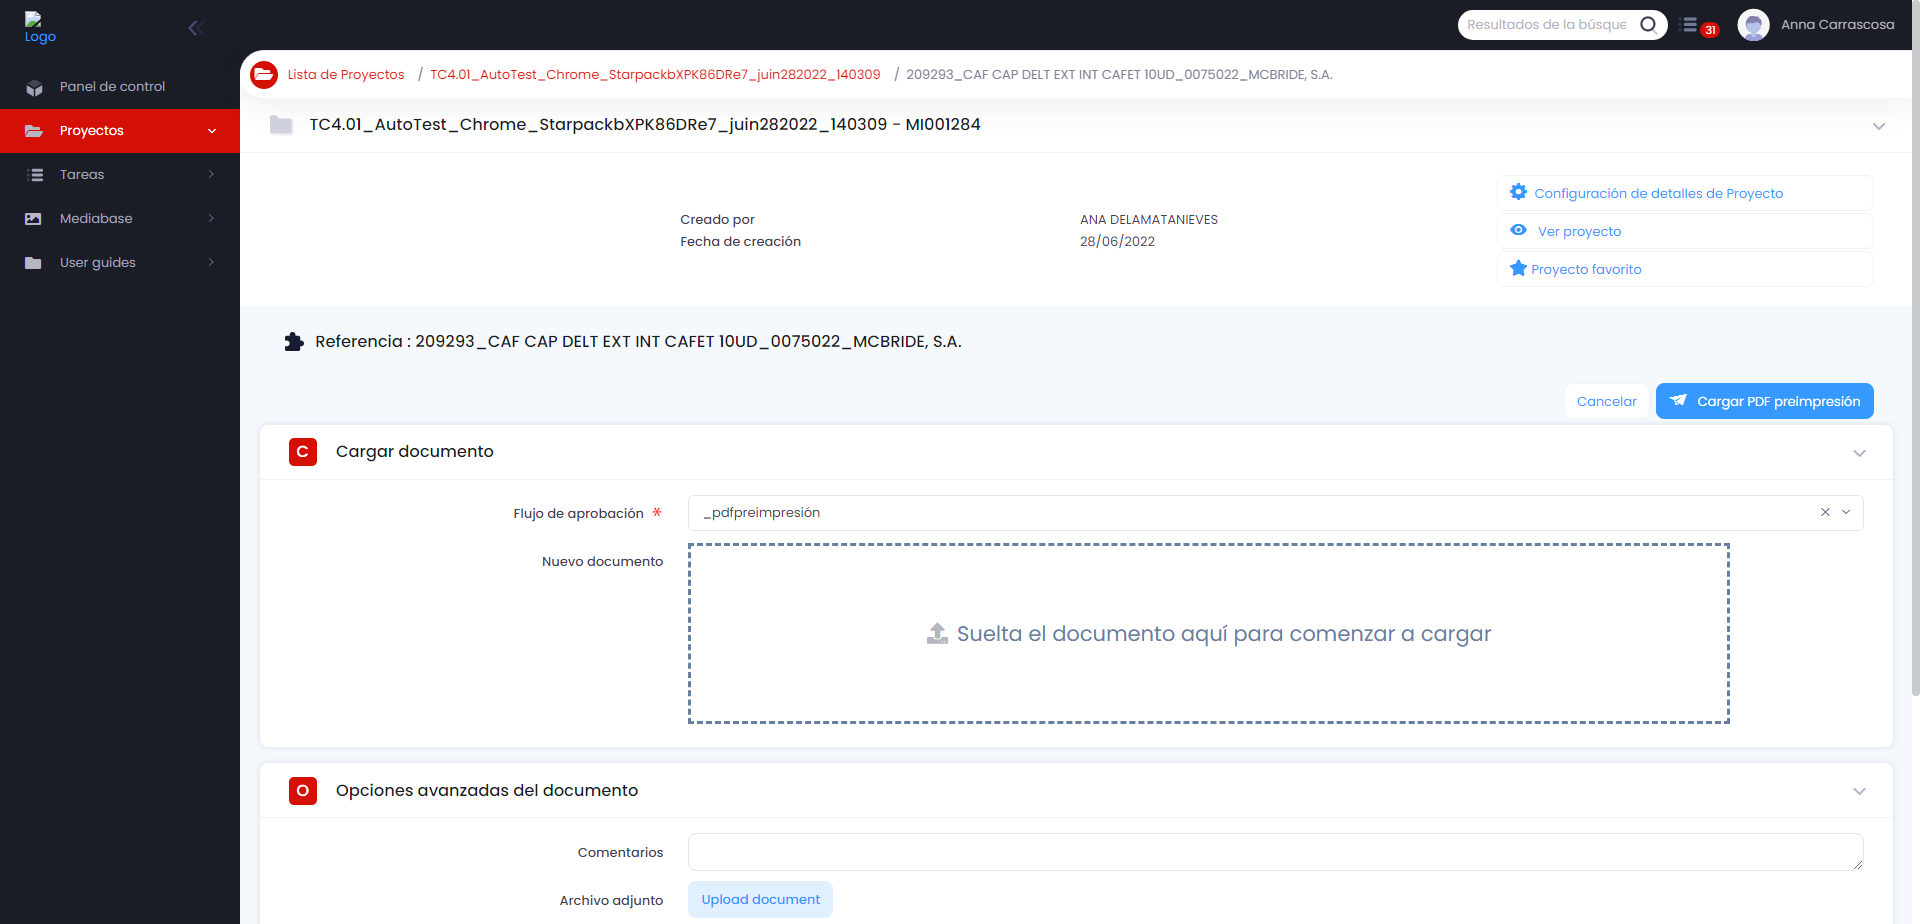 Logo
Resultados de la búsque
31
Anna Carrascosa
Panel de control
Proyectos
Tareas
Mediabase
User guides
Lista de Proyectos / TC4.01_AutoTest_Chrome_StarpackbXPK86DRe7_juin282022_140309 / 209293_CAF CAP DELT EXT INT CAFET 10UD_0075022_MCBRIDE, S.A.
TC4.01_AutoTest_Chrome_StarpackbXPK86DRe7_juin282022_140309 - MI001284
Creado por ANA DELAMATANIEVES
Fecha de creación 28/06/2022
Configuración de detalles de Proyecto
Ver proyecto
Proyecto favorito
Referencia : 209293_CAF CAP DELT EXT INT CAFET 10UD_0075022_MCBRIDE, S.A.
Cancelar
Cargar PDF preimpresión
C Cargar documento
Flujo de aprobación * _pdfpreimpresión
Nuevo documento
Suelta el documento aquí para comenzar a cargar
O Opciones avanzadas del documento
Comentarios
Archivo adjunto Upload document